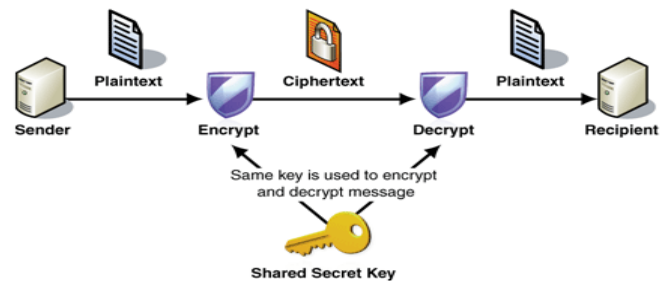 Plaintext
Ciphertext
Plaintext
Sender
Encrypt
Decrypt
Recipient
Same key is used to encrypt
and decrypt message
Shared Secret Key